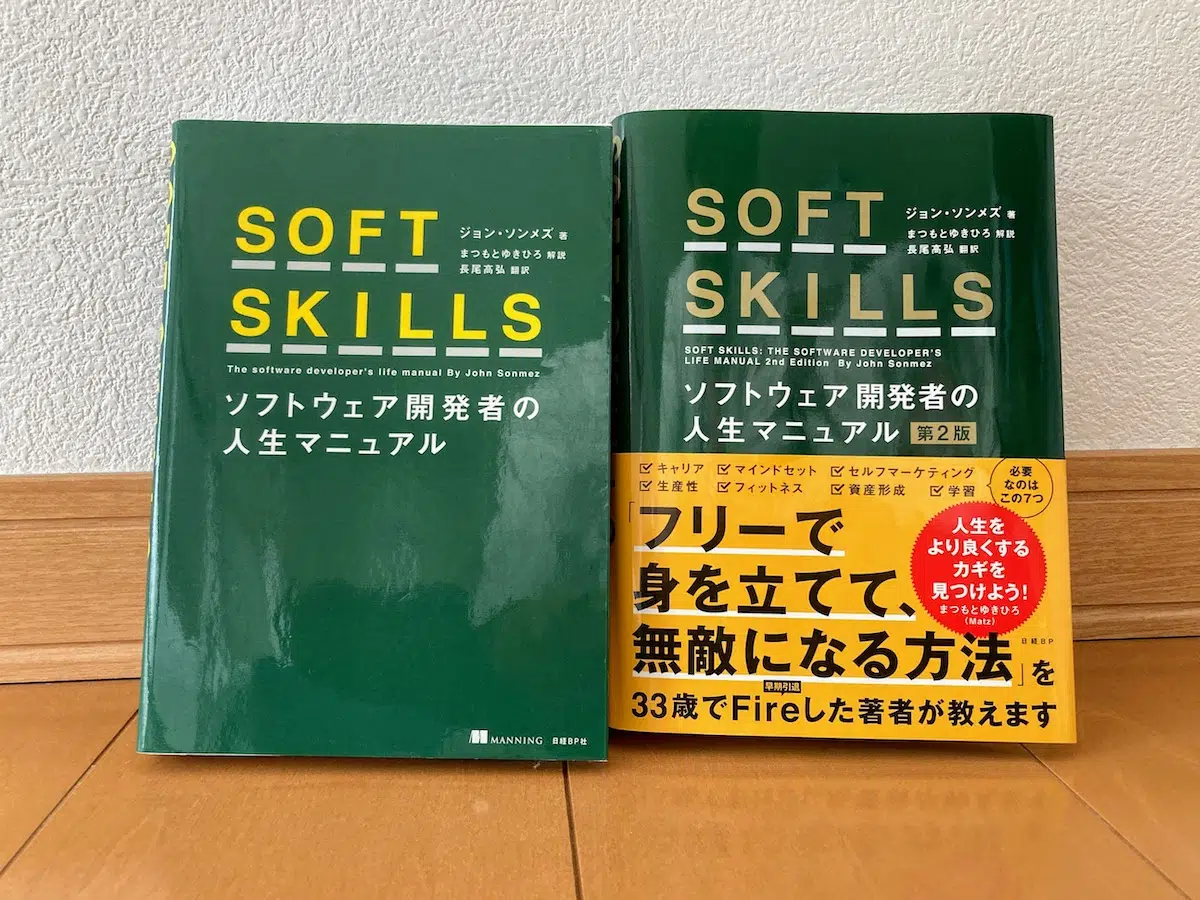 SOFT
SKILLS
ジョン・ソンメズ 著
まつもとゆきひろ 解説
長尾高弘 翻訳
The software developer's life manual By John Sonmez
ソフトウェア開発者の
人生マニュアル
MANNING 日経BP社
SOFT
SKILLS
ジョン・ソンメズ 著
まつもとゆきひろ 解説
長尾高弘 翻訳
SOFT SKILLS: THE SOFTWARE DEVELOPER'S
LIFE MANUAL 2nd Edition By John Sonmez
ソフトウェア開発者の
人生マニュアル 第2版
キャリア マインドセット セルフマーケティング
生産性 フィットネス 資産形成 学習
必要
なのは
この7つ
「フリーで
身を立てて、
無敵になる方法」を
早期引退
33歳でFireした著者が教えます
人生を
より良くする
カギを
見つけよう!
まつもとゆきひろ
(Matz)
日経BP